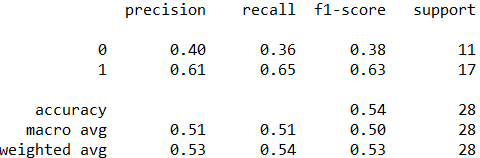 precision recall f1-score support
0 0.40 0.36 0.38 11
1 0.61 0.65 0.63 17
accuracy 0.54 28
macro avg 0.51 0.51 0.50 28
weighted avg 0.53 0.54 0.53 28